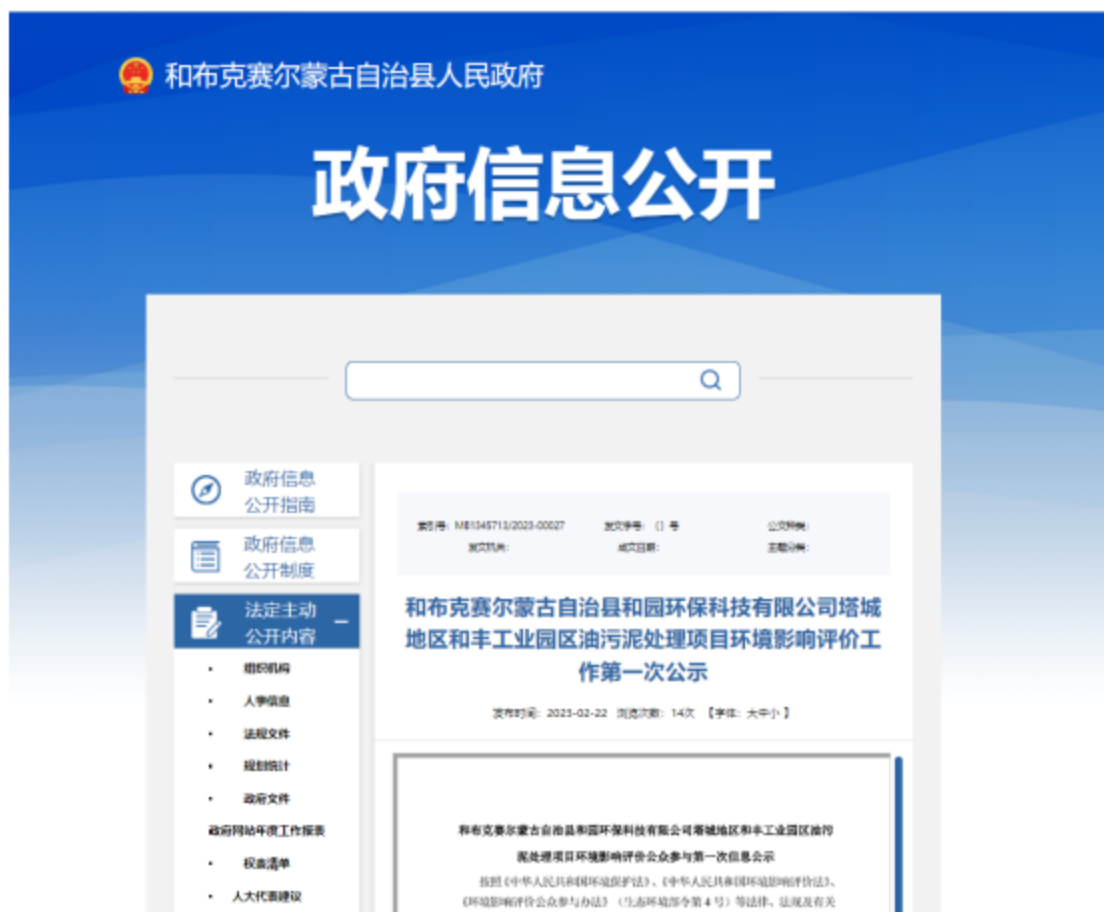 和布克赛尔蒙古自治县人民政府
政府信息公开
政府信息
公开指南
政府信息
公开制度
法定主动
公开内容
组织机构
人事信息
法规文件
规划统计
政府文件
政府网站年度工作报表
权责清单
人大代表建议
索引号: MB1345713/2023-00027 发文字号: 〔〕 号 公文种类:
发文机关: 成文日期: 主题分类:
和布克赛尔蒙古自治县和园环保科技有限公司塔城
地区和丰工业园区油污泥处理项目环境影响评价工
作第一次公示
发布时间: 2023-02-22 浏览次数: 14次 【字体: 大中小 】
和布克赛尔蒙古自治县和园环保科技有限公司塔城地区和丰工业园区油污
泥处理项目环境影响评价公众参与第一次信息公示
按照《中华人民共和国环境保护法》、《中华人民共和国环境影响评价法》、
《环境影响评价公众参与办法》（生态环境部令第 4 号）等法律、法规及有关